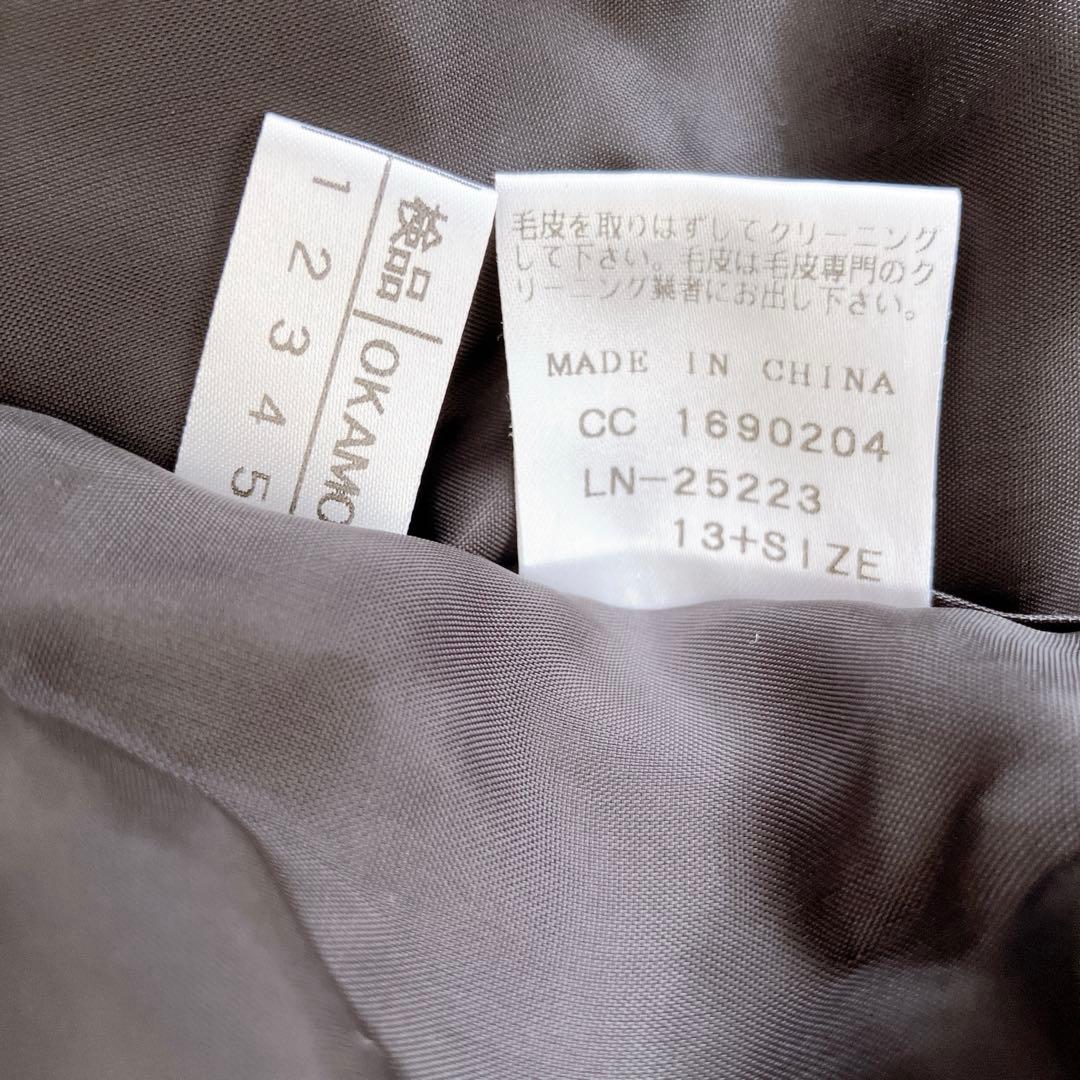 検品 OKAMO
1 2 3 4 5
毛皮を取りはずしてクリーニング
して下さい。毛皮は毛皮専門のク
リーニング業者にお出し下さい。
MADE IN CHINA
CC 1690204
LN-25223
13+SIZE